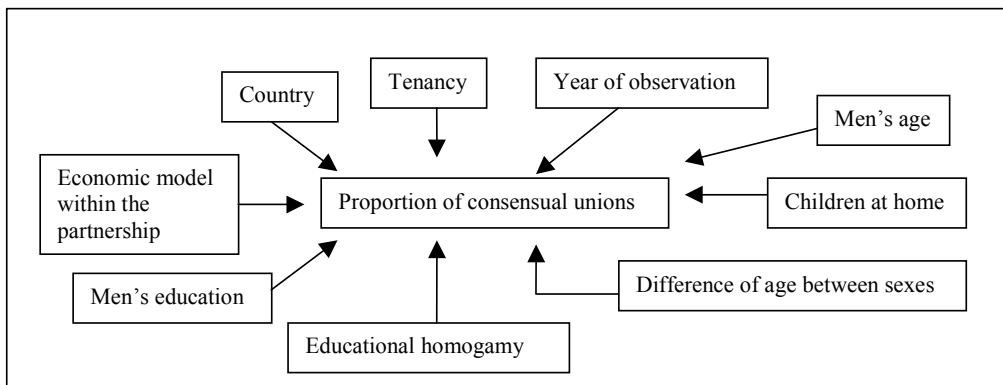 Country
Tenancy
Year of observation
Men’s age
Economic model
within the
partnership
Proportion of consensual unions
Children at home
Men’s education
Difference of age between sexes
Educational homogamy